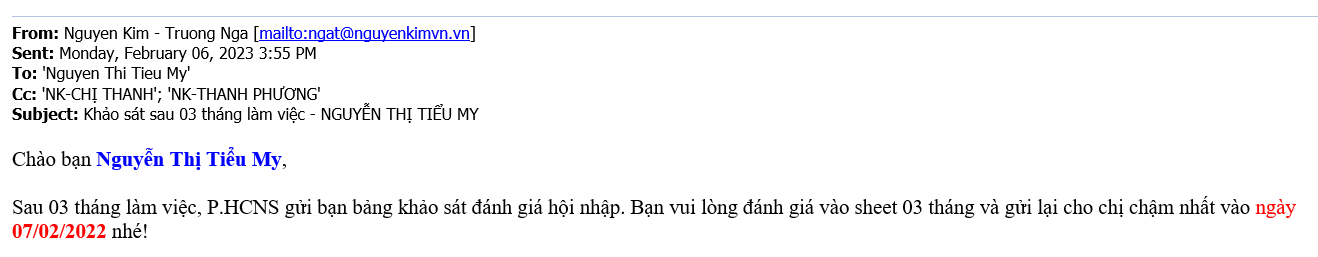 From: Nguyen Kim - Truong Nga [mailto:ngat@nguyenkimvn.vn]
Sent: Monday, February 06, 2023 3:55 PM
To: 'Nguyen Thi Tieu My'
Cc: 'NK-CHỊ THANH'; 'NK-THANH PHƯƠNG'
Subject: Khảo sát sau 03 tháng làm việc - NGUYỄN THỊ TIỂU MY
Chào bạn Nguyễn Thị Tiểu My,
Sau 03 tháng làm việc, P.HCNS gửi bạn bảng khảo sát đánh giá hội nhập. Bạn vui lòng đánh giá vào sheet 03 tháng và gửi lại cho chị chậm nhất vào ngày
07/02/2022 nhé!